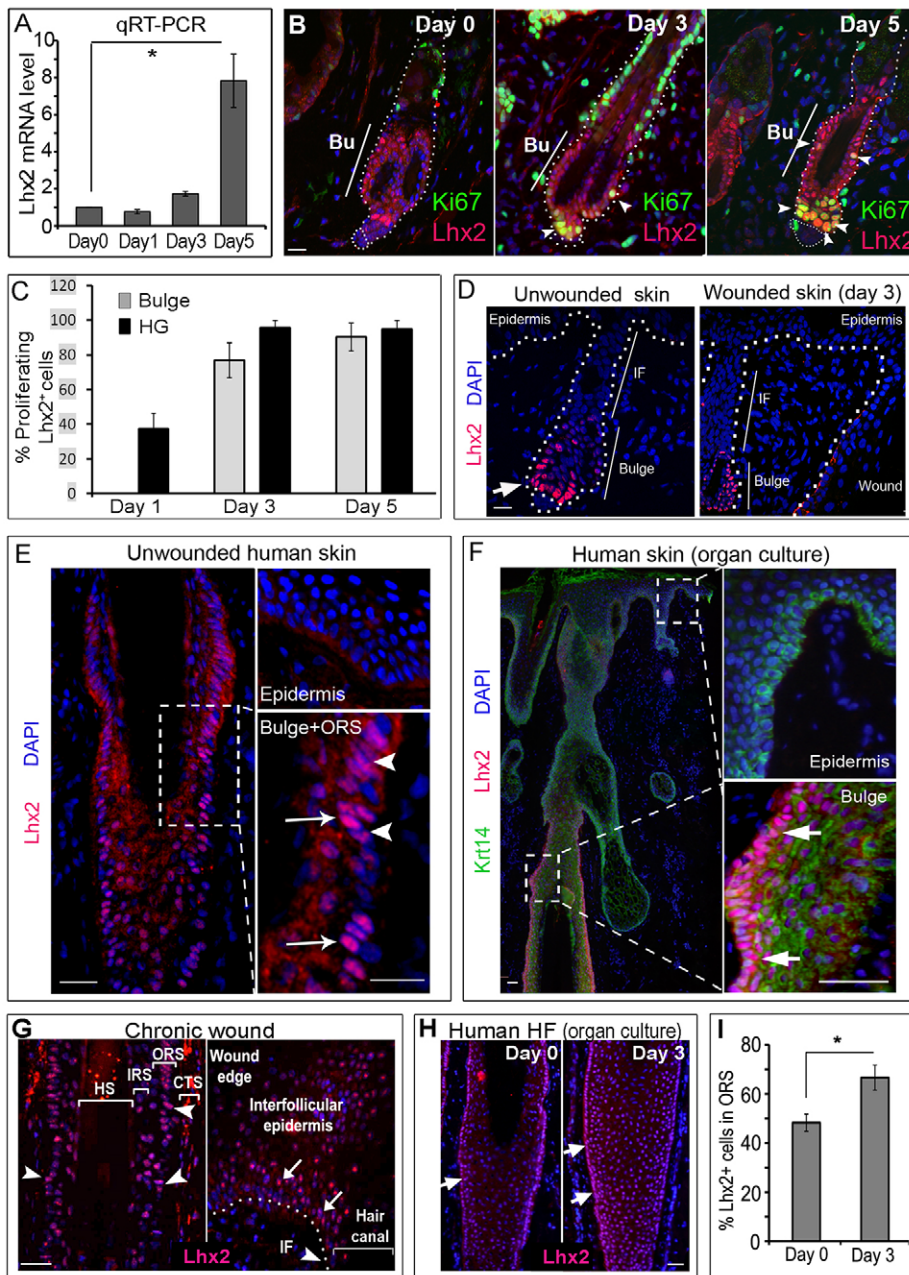 A
qRT-PCR
Lhx2 mRNA level
10
8
6
4
2
0
*
Day0 Day1 Day3 Day5
B
Day 0
Bu
Ki67
Lhx2
Day 3
Bu
Ki67
Lhx2
Day 5
Bu
Ki67
Lhx2
C
% Proliferating
Lhx2+ cells
120
100
80
60
40
20
0
Bulge
HG
Day 1 Day 3 Day 5
D
Unwounded skin
Wounded skin (day 3)
Lhx2 DAPI
Epidermis
IF
Bulge
Epidermis
IF
Bulge
Wound
E
Unwounded human skin
Lhx2 DAPI
Epidermis
Bulge+ORS
F
Human skin (organ culture)
Krt14 Lhx2 DAPI
Epidermis
Bulge
G
Chronic wound
HS
IRS
ORS
CTS
Wound
edge
Interfollicular
epidermis
IF
Hair
canal
Lhx2
H
Human HF (organ culture)
Day 0
Day 3
Lhx2
I
% Lhx2+ cells in ORS
80
60
40
20
0
*
Day 0 Day 3